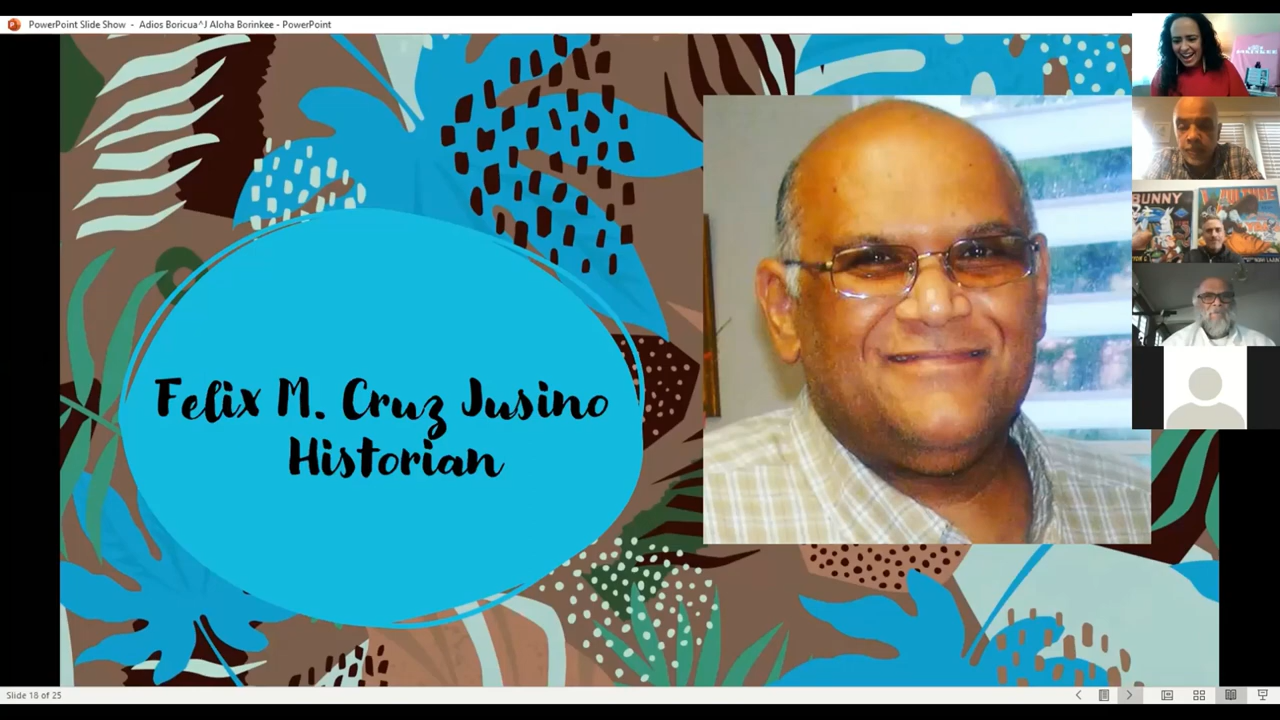 PowerPoint Slide Show - Adios Boricua^J Aloha Borinkee - PowerPoint
BUNNY
Felix M. Cruz Jusino
Historian
Slide 18 of 25